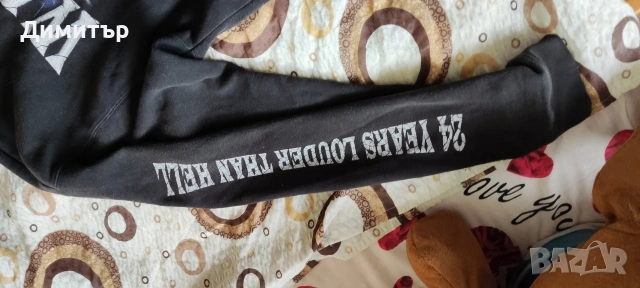 Димитър
24 YEARS LOUDER THAN HELL
love you
BAZAR